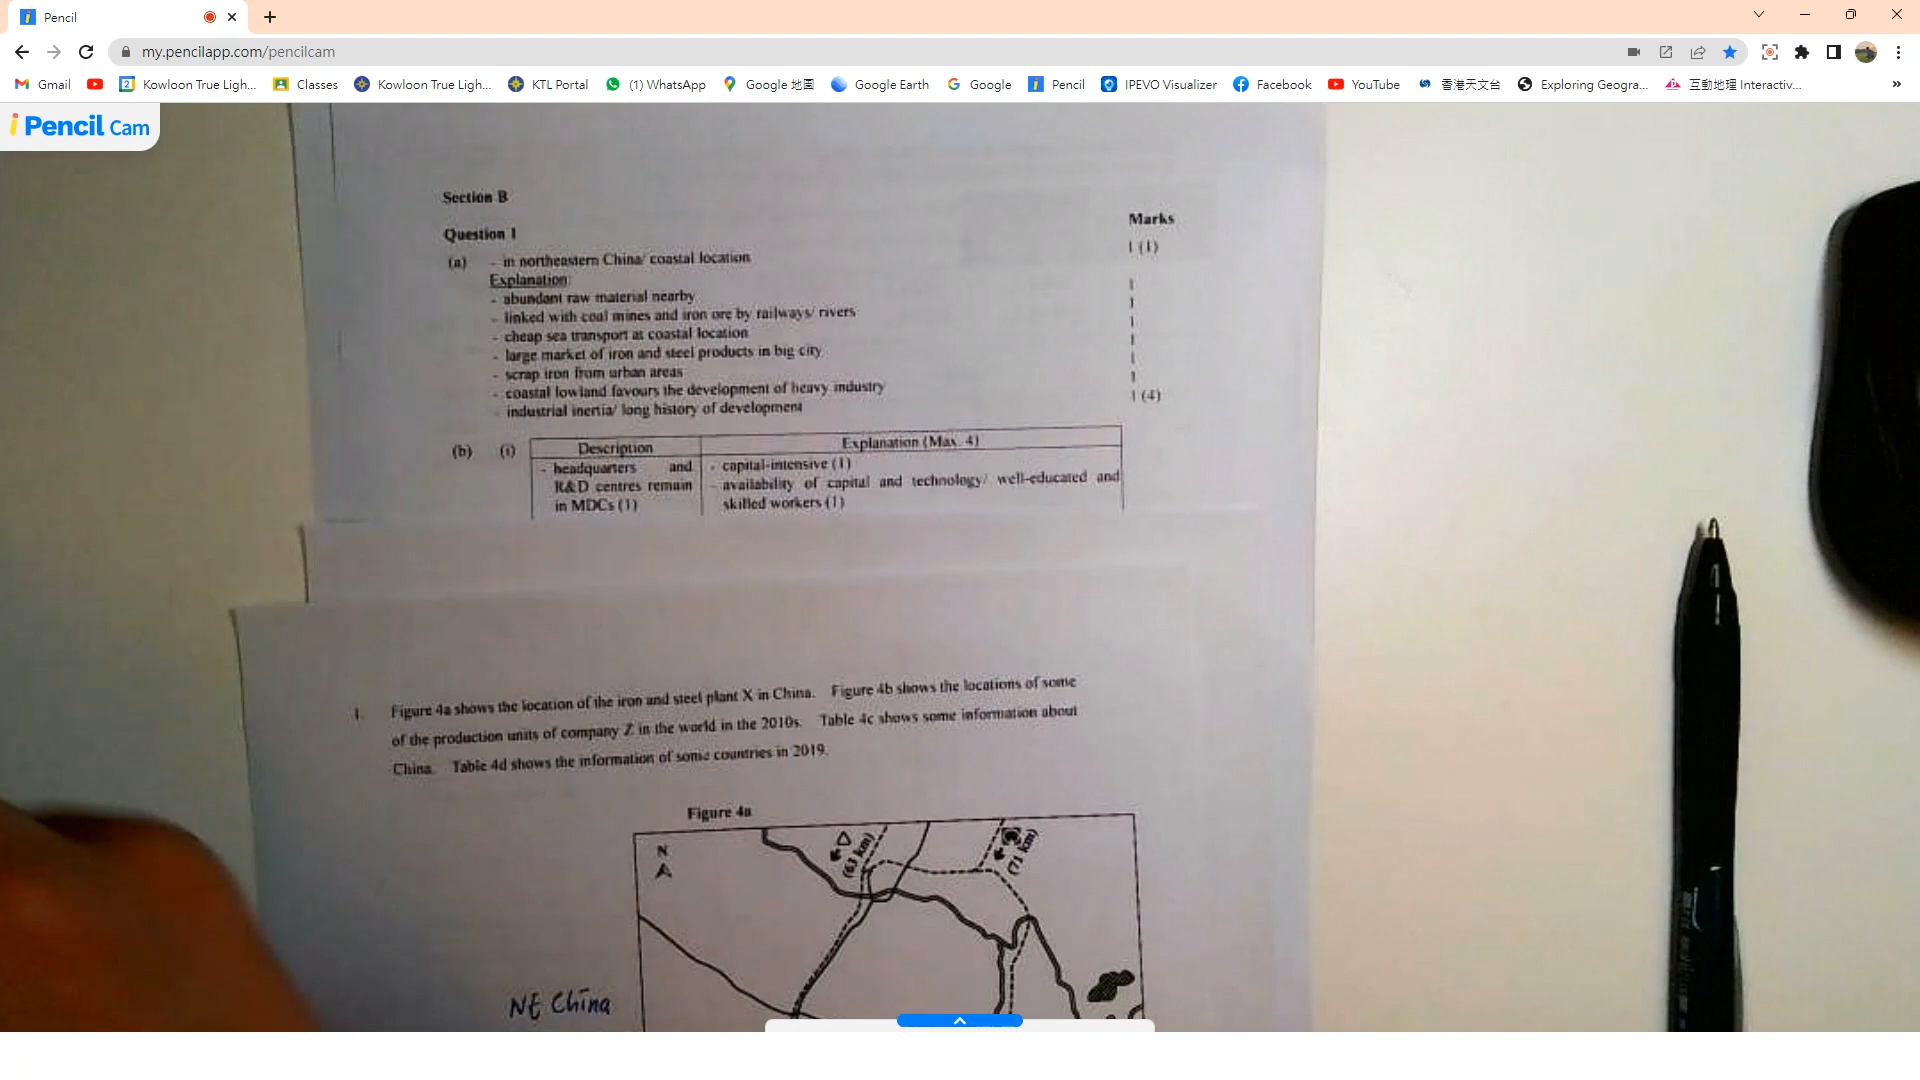 Pencil
my.pencilapp.com/pencilcam
Gmail
Kowloon True Ligh...
Classes
Kowloon True Ligh...
KTL Portal
(1) WhatsApp
Google 地圖
Google Earth
Google
Pencil
IPEVO Visualizer
Facebook
YouTube
香港天文台
Exploring Geogra...
互動地理 Interactiv...
»
Pencil Cam
Section B
Marks
Question 1
(a) - in northeastern China/ coastal location 1 (1)
Explanation:
- abundant raw material nearby 1
- linked with coal mines and iron ore by railways/ rivers 1
- cheap sea transport at coastal location 1
- large market of iron and steel products in big city 1
- scrap iron from urban areas 1
- coastal lowland favours the development of heavy industry 1
- industrial inertia/ long history of development 1 (4)
(b) (i) Description Explanation (Max. 4)
- headquarters and - capital-intensive (1)
R&D centres remain - availability of capital and technology/ well-educated and
in MDCs (1) skilled workers (1)
1. Figure 4a shows the location of the iron and steel plant X in China. Figure 4b shows the locations of some
of the production units of company Z in the world in the 2010s. Table 4c shows some information about
China. Table 4d shows the information of some countries in 2019.
Figure 4a
N
(63 km)
(71 km)
NE China